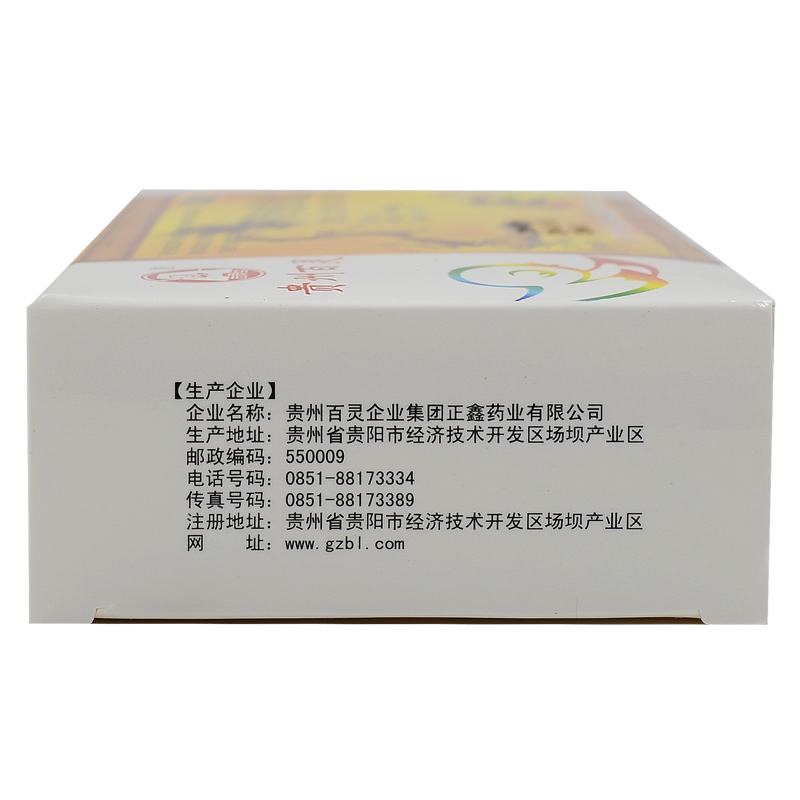 贵州百灵
【生产企业】
企业名称：贵州百灵企业集团正鑫药业有限公司
生产地址：贵州省贵阳市经济技术开发区场坝产业区
邮政编码：550009
电话号码：0851-88173334
传真号码：0851-88173389
注册地址：贵州省贵阳市经济技术开发区场坝产业区
网　　址：www.gzbl.com